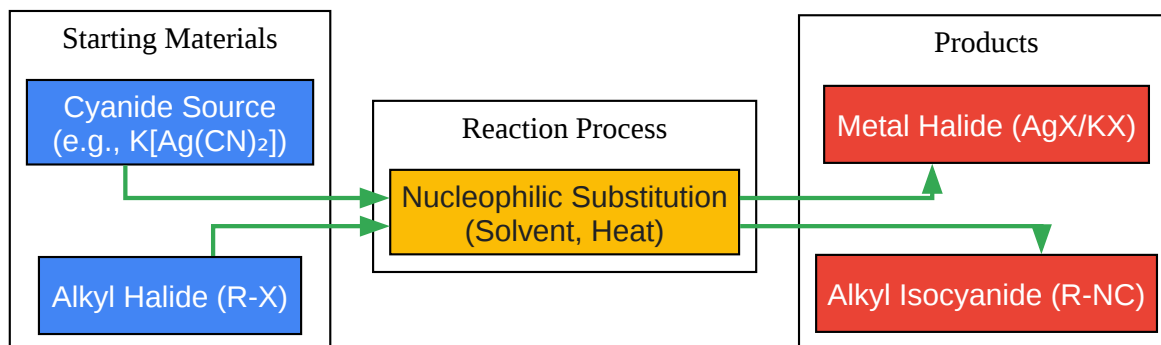 Starting Materials
Cyanide Source
(e.g., K[Ag(CN)₂])
Alkyl Halide (R-X)
Reaction Process
Nucleophilic Substitution
(Solvent, Heat)
Products
Metal Halide (AgX/KX)
Alkyl Isocyanide (R-NC)